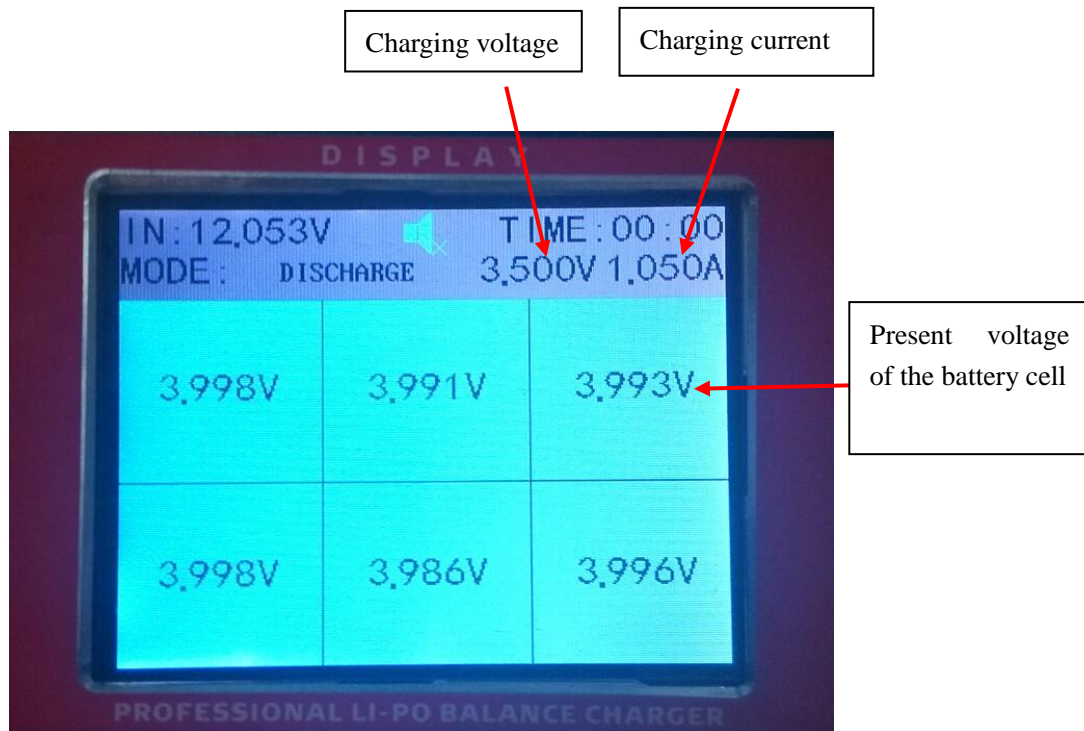 Charging voltage
Charging current
DISPLAY
IN:12.053V TIME:00:00
MODE: DISCHARGE 3.500V 1.050A
3.998V 3.991V 3.993V
Present voltage
of the battery cell
3.998V 3.986V 3.996V
PROFESSIONAL LI-PO BALANCE CHARGER